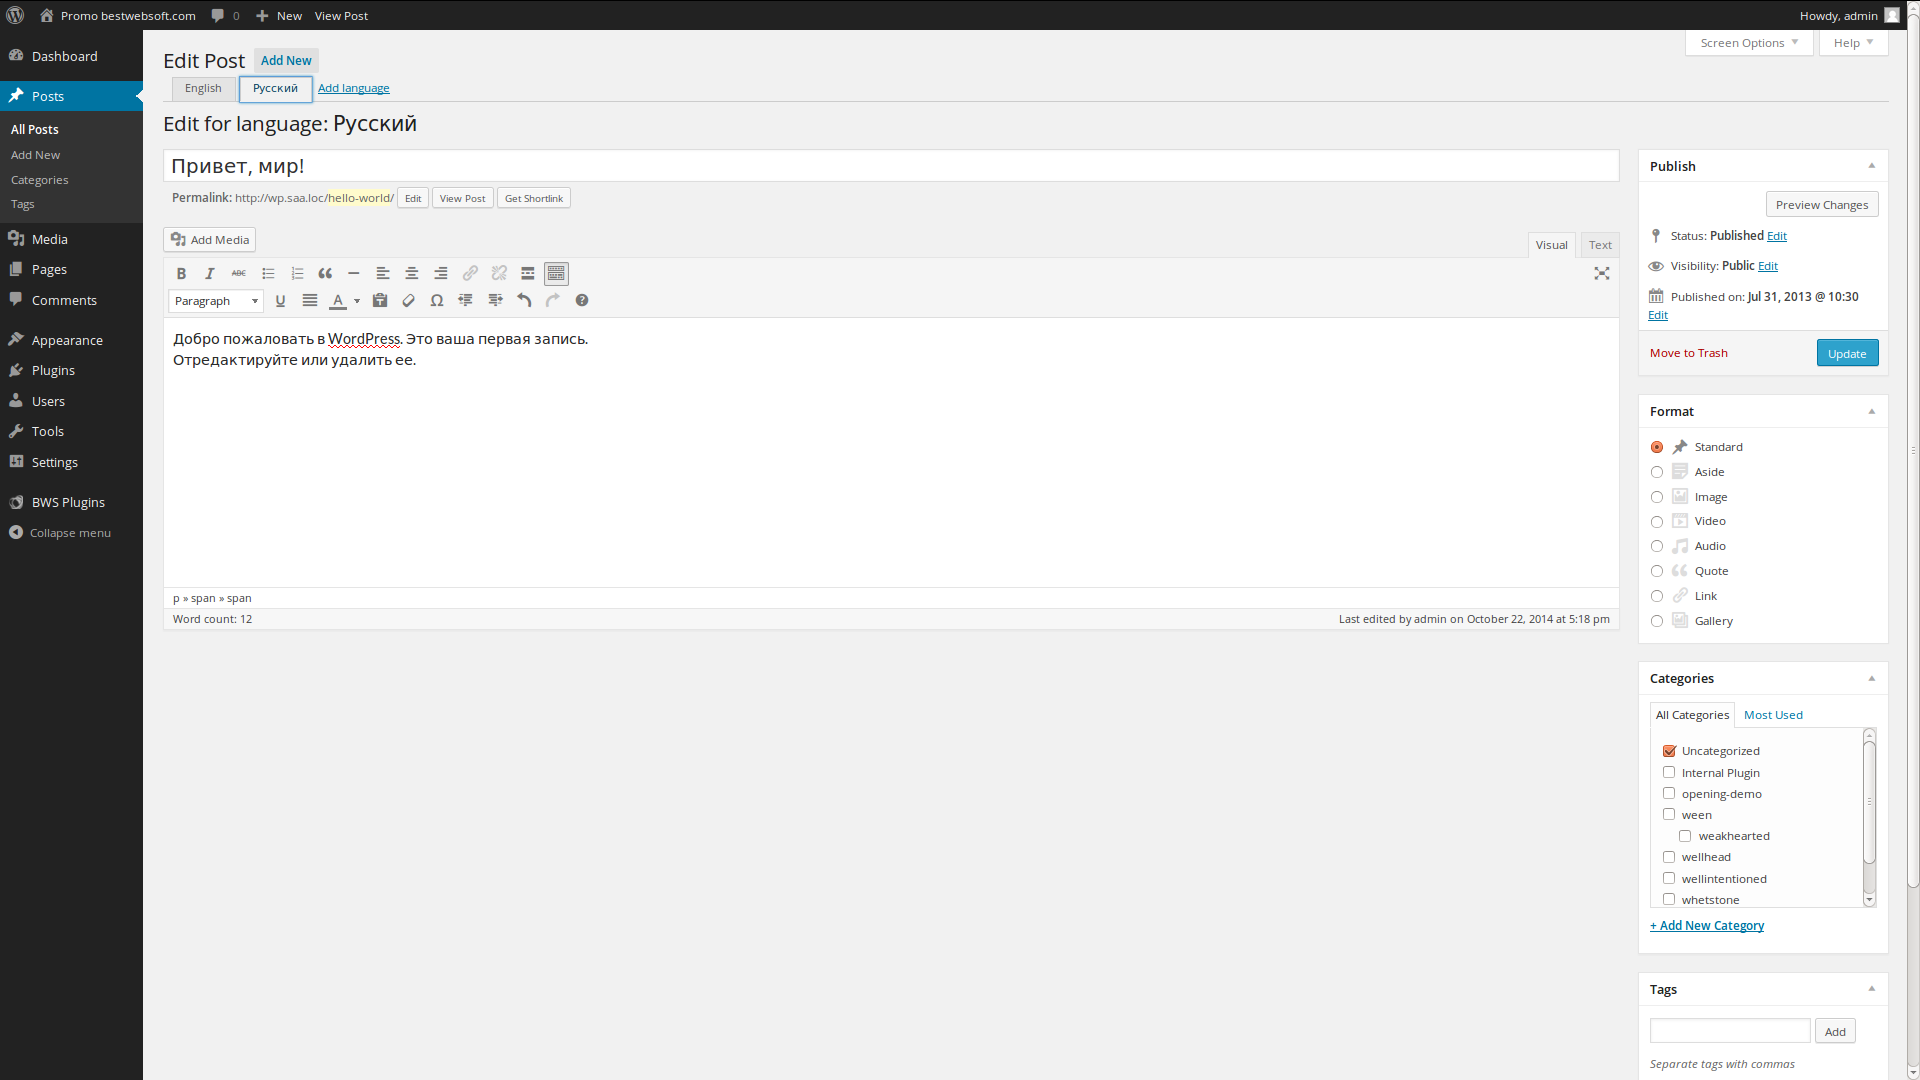 Promo bestwebsoft.com 0 New View Post Howdy, admin
Screen Options Help
Dashboard
Posts
All Posts
Add New
Categories
Tags
Media
Pages
Comments
Appearance
Plugins
Users
Tools
Settings
BWS Plugins
Collapse menu
Edit Post Add New
English Русский Add language
Edit for language: Русский
Привет, мир!
Permalink: http://wp.saa.loc/hello-world/ Edit View Post Get Shortlink
Add Media Visual Text
B I ABC
Paragraph U A Ω ?
Добро пожаловать в WordPress. Это ваша первая запись.
Отредактируйте или удалить ее.
p » span » span
Word count: 12 Last edited by admin on October 22, 2014 at 5:18 pm
Publish
Preview Changes
Status: Published Edit
Visibility: Public Edit
Published on: Jul 31, 2013 @ 10:30
Edit
Move to Trash Update
Format
Standard
Aside
Image
Video
Audio
Quote
Link
Gallery
Categories
All Categories Most Used
Uncategorized
Internal Plugin
opening-demo
ween
weakhearted
wellhead
wellintentioned
whetstone
+ Add New Category
Tags
Add
Separate tags with commas